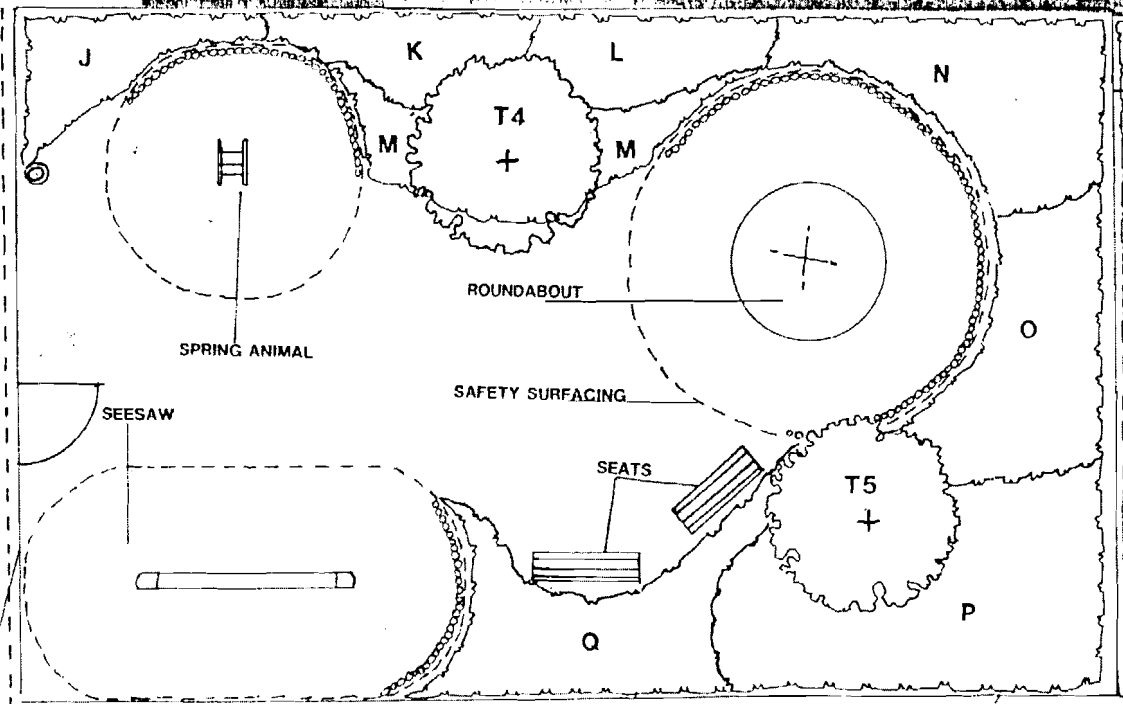 J
K
L
N
T4
M
M
ROUNDABOUT
O
SPRING ANIMAL
SAFETY SURFACING
SEESAW
SEATS
T5
P
Q